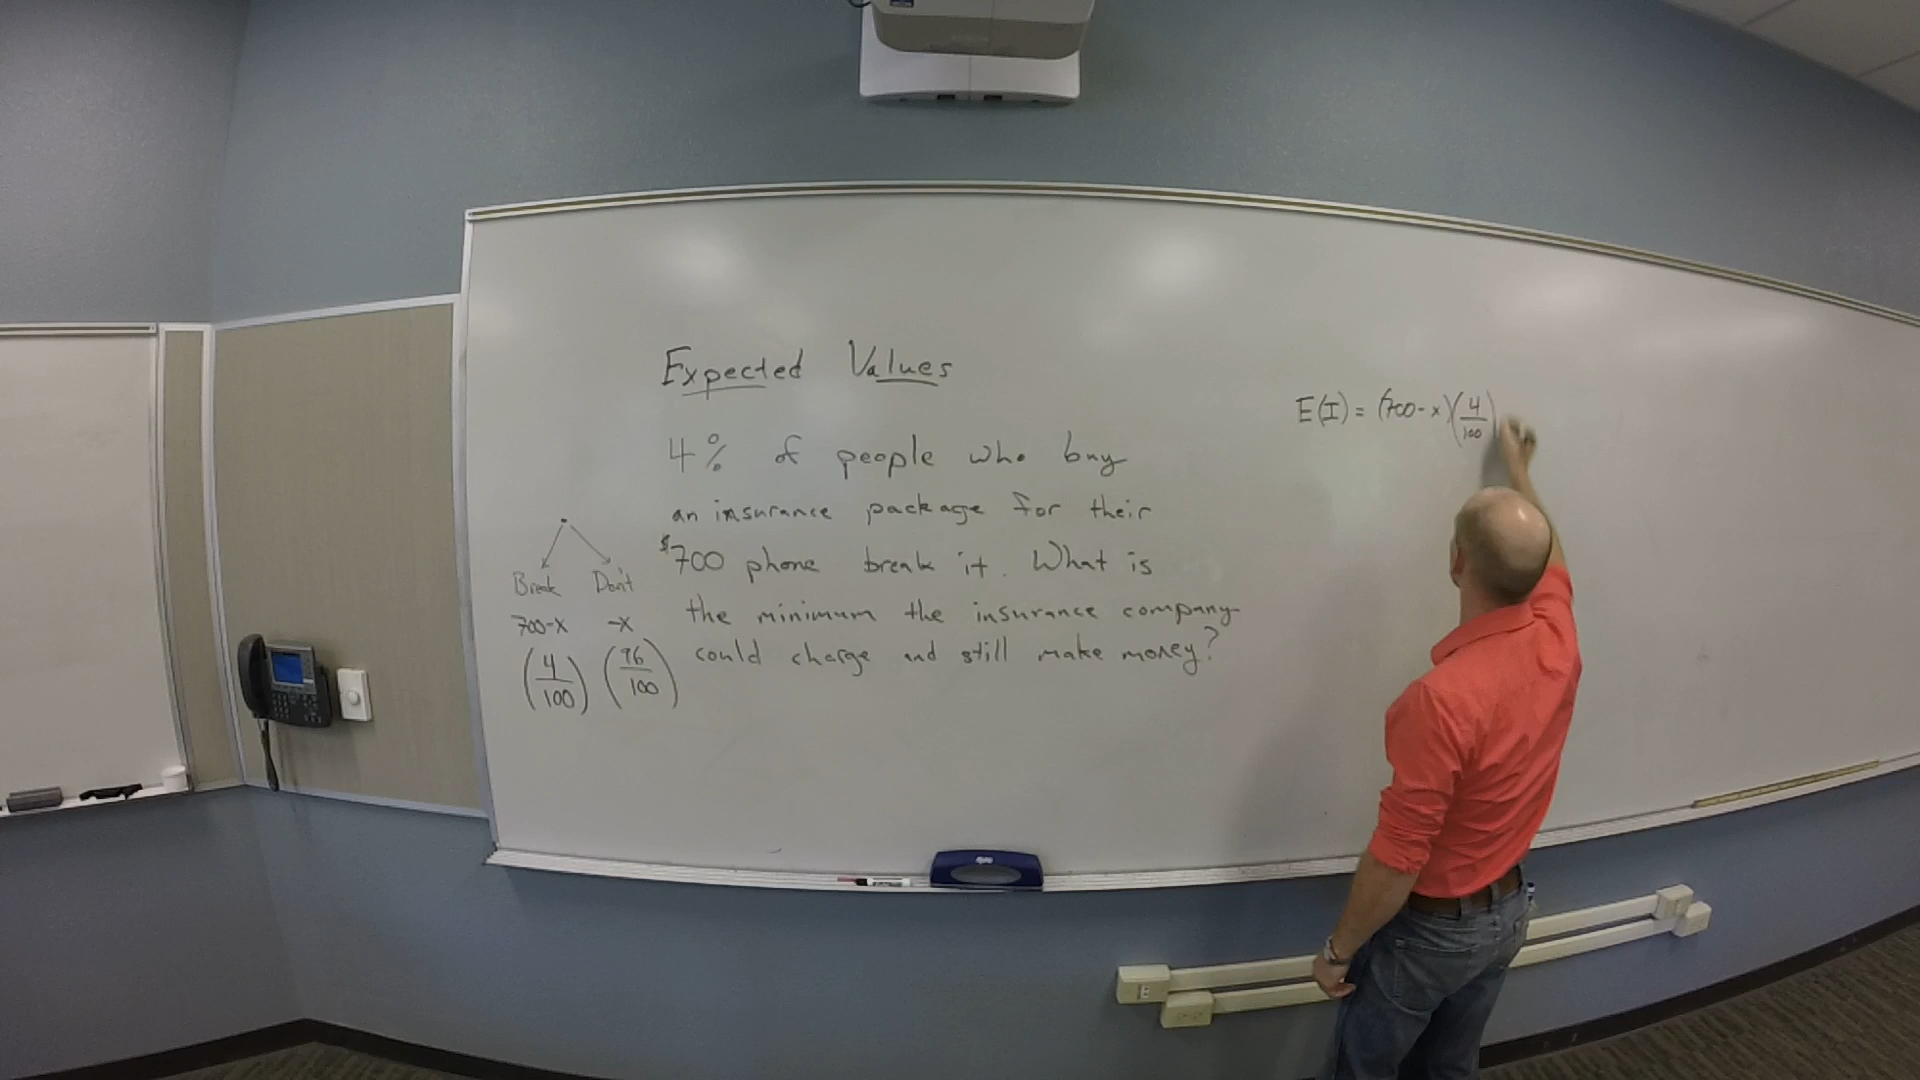 Expected Values
4% of people who buy
an insurance package for their
$700 phone break it. What is
the minimum the insurance company
could charge and still make money?
Break Don't
700-x -x
(4/100) (96/100)
E(I) = (700-x)(4/100)